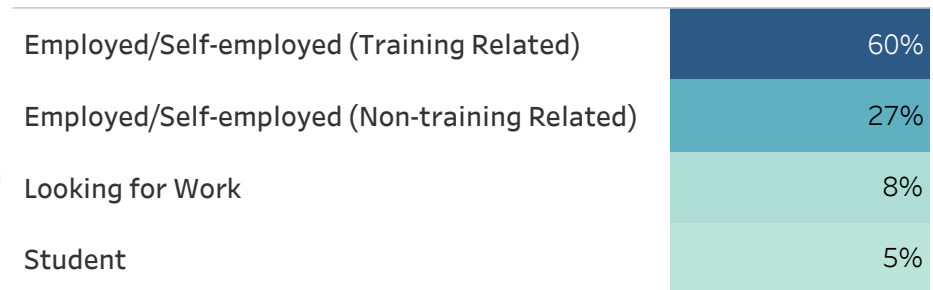 Employed/Self-employed (Training Related) 60%
Employed/Self-employed (Non-training Related) 27%
Looking for Work 8%
Student 5%